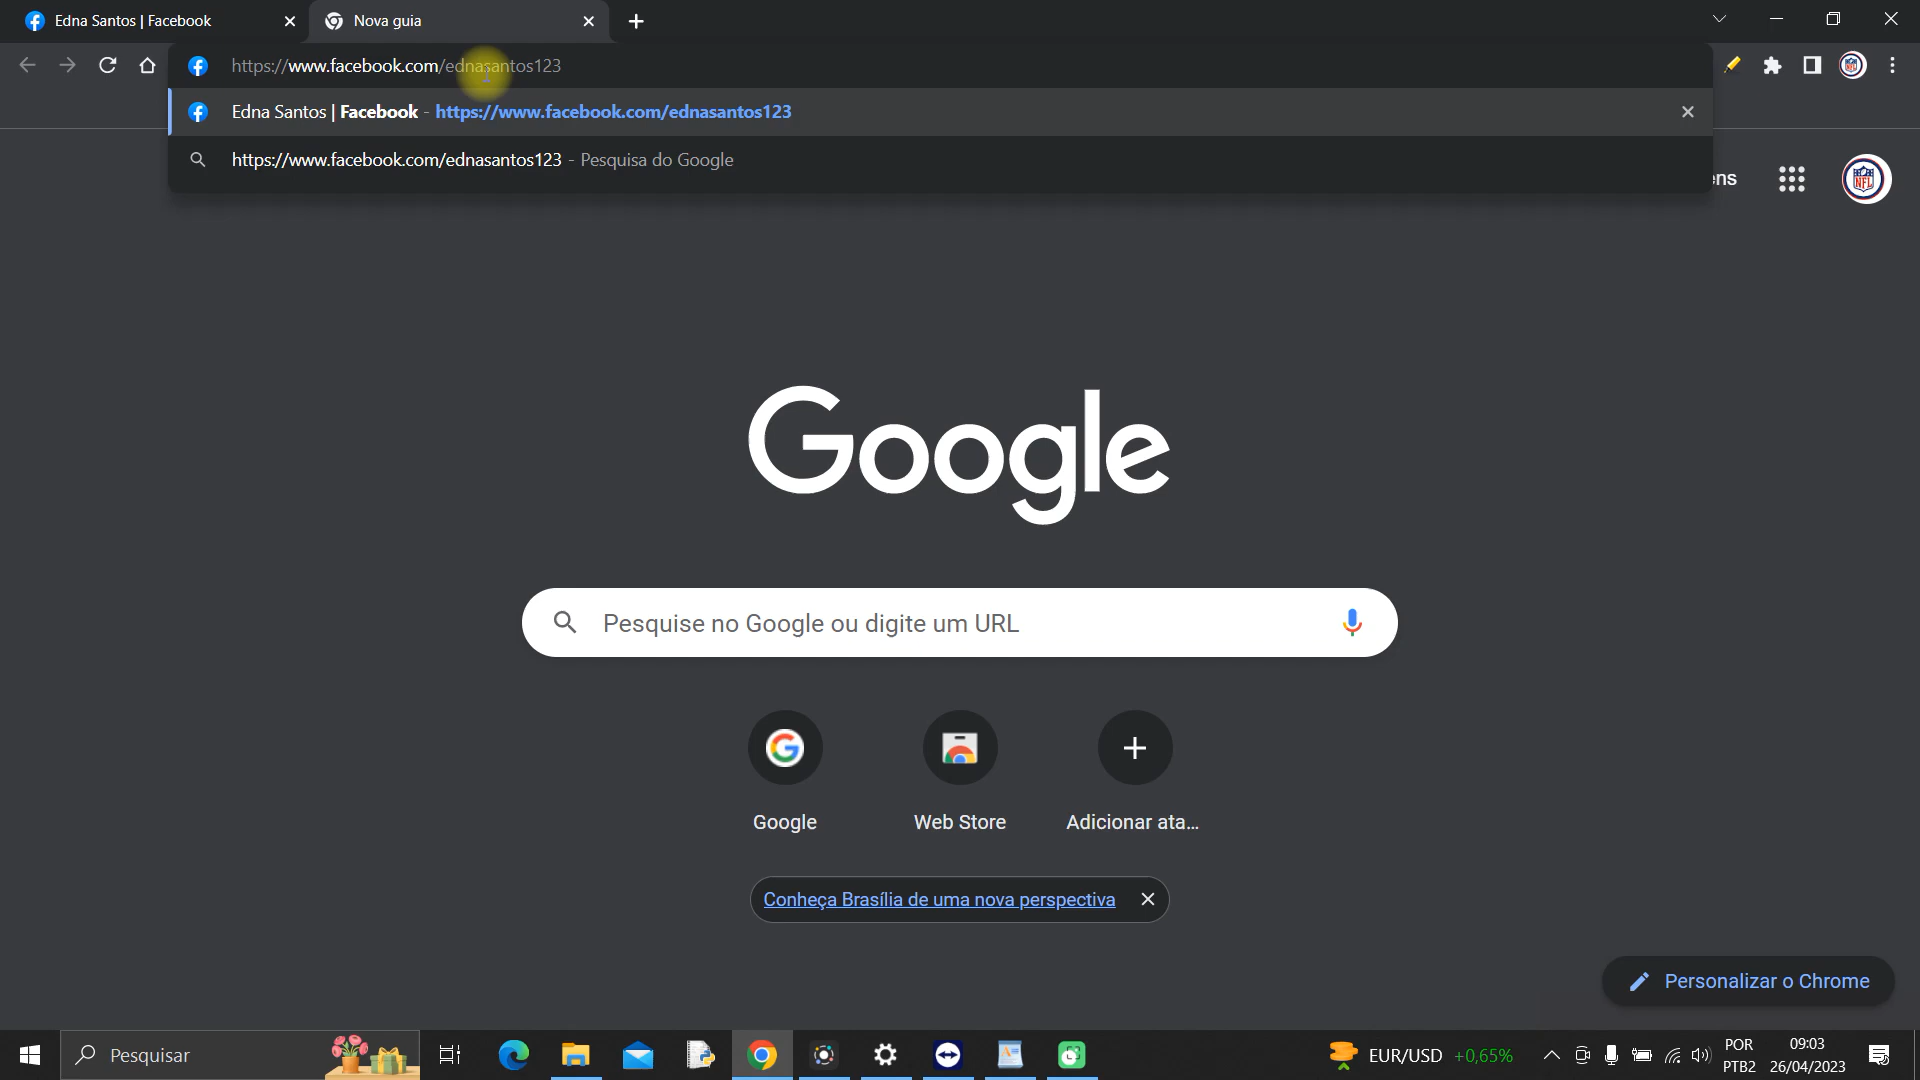 Edna Santos | Facebook
Nova guia
https://www.facebook.com/ednasantos123
Edna Santos | Facebook - https://www.facebook.com/ednasantos123
https://www.facebook.com/ednasantos123 - Pesquisa do Google
ens
NFL
Google
Pesquise no Google ou digite um URL
Google
Web Store
Adicionar ata...
Conheça Brasília de uma nova perspectiva
Personalizar o Chrome
Pesquisar
EUR/USD +0,65%
POR
PTB2
09:03
26/04/2023